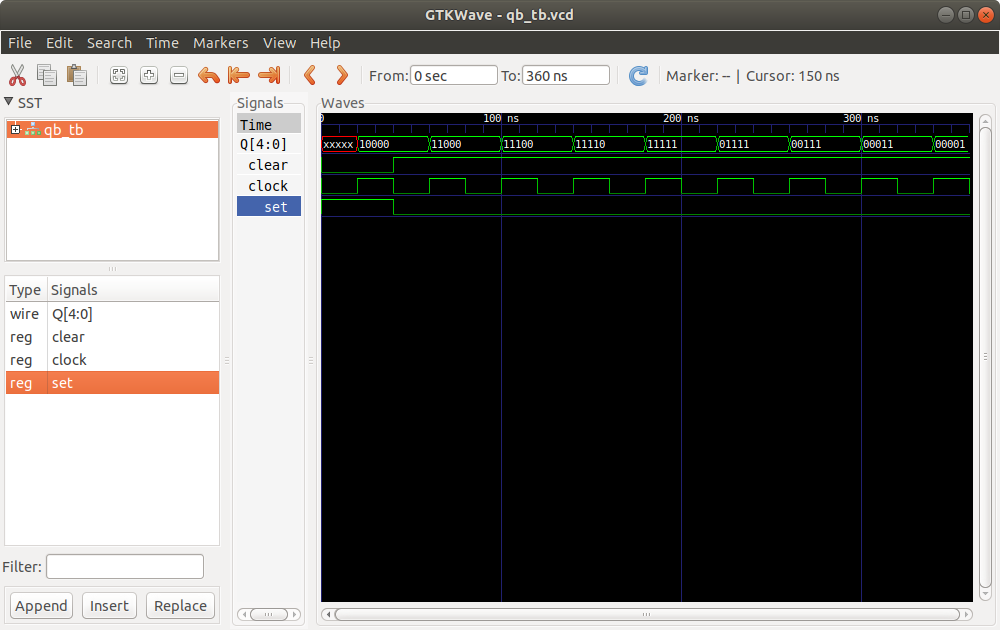 GTKWave - qb_tb.vcd
File Edit Search Time Markers View Help
From: 0 sec To: 360 ns Marker: -- | Cursor: 150 ns
SST
qb_tb
Type Signals
wire Q[4:0]
reg clear
reg clock
reg set
Filter:
Append Insert Replace
Signals
Time
Q[4:0]
clear
clock
set
Waves
0 100 ns 200 ns 300 ns
xxxxx 10000 11000 11100 11110 11111 01111 00111 00011 00001